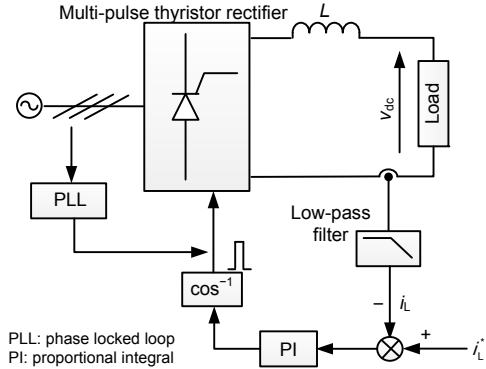 Multi-pulse thyristor rectifier
L
v_dc
Load
PLL
Low-pass
filter
cos⁻¹
− i_L
+
i_L*
PI
PLL: phase locked loop
PI: proportional integral